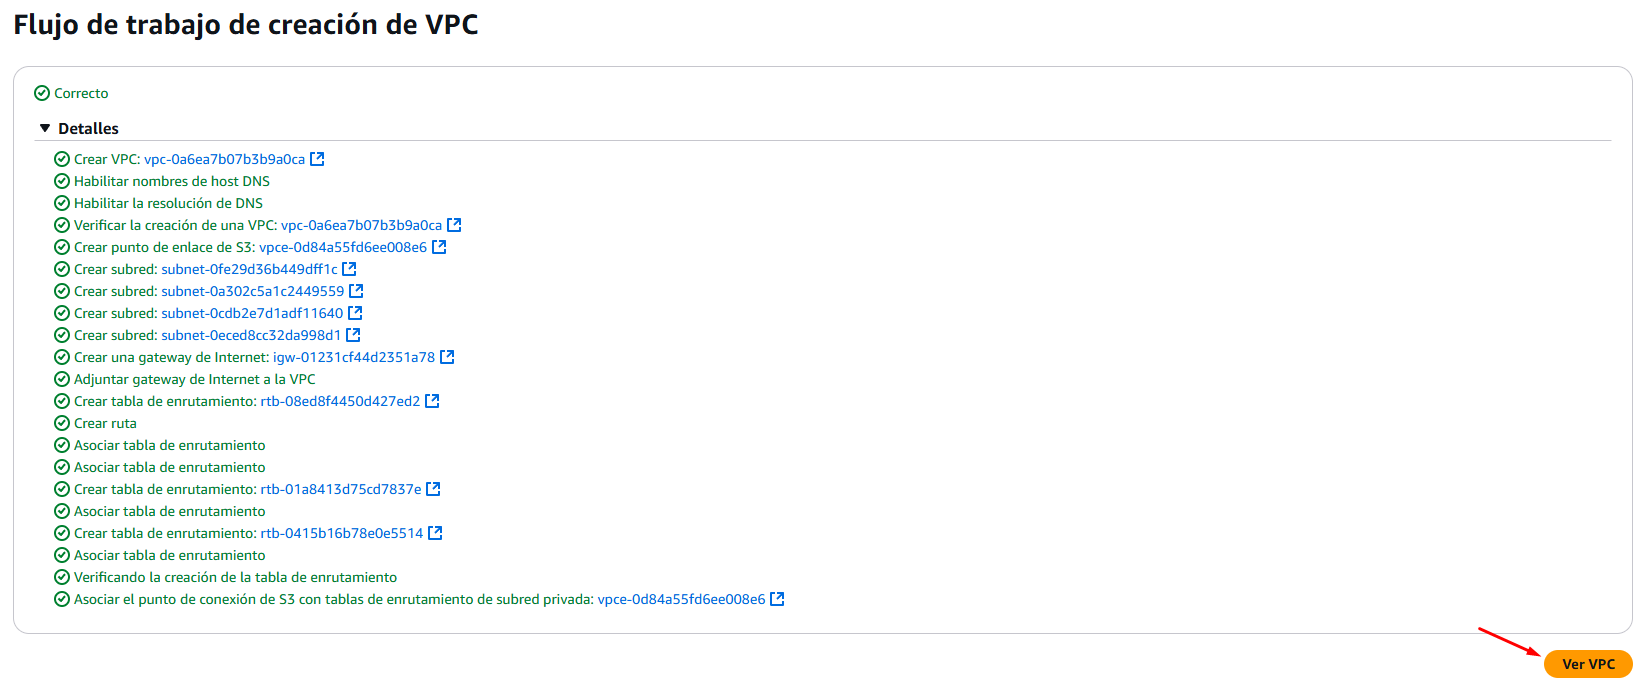 Flujo de trabajo de creación de VPC
Correcto
Detalles
Crear VPC: vpc-0a6ea7b07b3b9a0ca
Habilitar nombres de host DNS
Habilitar la resolución de DNS
Verificar la creación de una VPC: vpc-0a6ea7b07b3b9a0ca
Crear punto de enlace de S3: vpce-0d84a55fd6ee008e6
Crear subred: subnet-0fe29d36b449dff1c
Crear subred: subnet-0a302c5a1c2449559
Crear subred: subnet-0cdb2e7d1adf11640
Crear subred: subnet-0eced8cc32da998d1
Crear una gateway de Internet: igw-01231cf44d2351a78
Adjuntar gateway de Internet a la VPC
Crear tabla de enrutamiento: rtb-08ed8f4450d427ed2
Crear ruta
Asociar tabla de enrutamiento
Asociar tabla de enrutamiento
Crear tabla de enrutamiento: rtb-01a8413d75cd7837e
Asociar tabla de enrutamiento
Crear tabla de enrutamiento: rtb-0415b16b78e0e5514
Asociar tabla de enrutamiento
Verificando la creación de la tabla de enrutamiento
Asociar el punto de conexión de S3 con tablas de enrutamiento de subred privada: vpce-0d84a55fd6ee008e6
Ver VPC